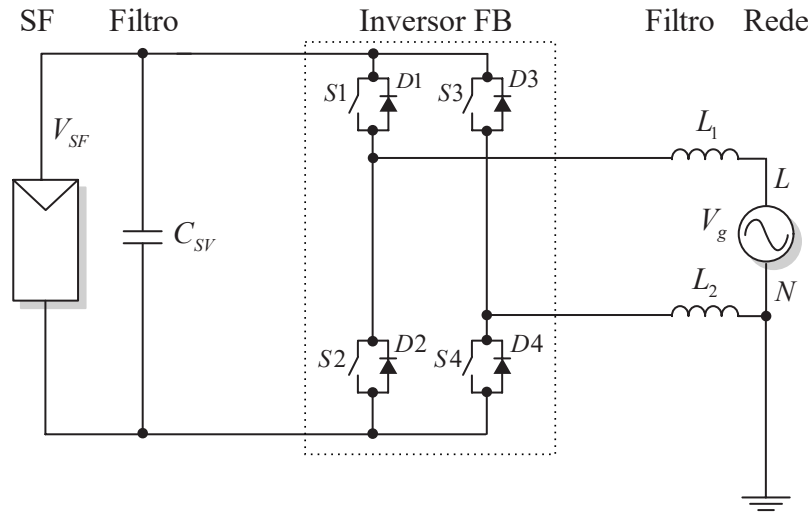 SF Filtro Inversor FB Filtro Rede
S1 D1 S3 D3
V_SF
L_1
L
V_g
C_SV
L_2
N
S2 D2 S4 D4